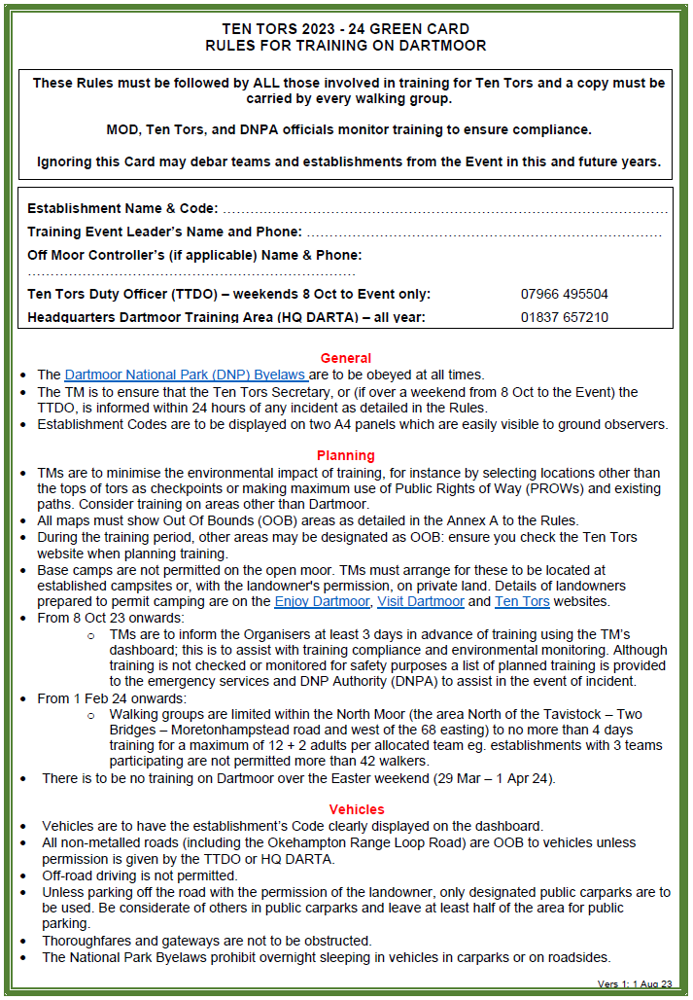 TEN TORS 2023 - 24 GREEN CARD
RULES FOR TRAINING ON DARTMOOR
These Rules must be followed by ALL those involved in training for Ten Tors and a copy must be
carried by every walking group.
MOD, Ten Tors, and DNPA officials monitor training to ensure compliance.
Ignoring this Card may debar teams and establishments from the Event in this and future years.
Establishment Name & Code: ……………………………………………………………………………………
Training Event Leader's Name and Phone: ……………………………………………………………………
Off Moor Controller's (if applicable) Name & Phone:
………………………………………………………………
Ten Tors Duty Officer (TTDO) – weekends 8 Oct to Event only: 07966 495504
Headquarters Dartmoor Training Area (HQ DARTA) – all year: 01837 657210
General
• The Dartmoor National Park (DNP) Byelaws are to be obeyed at all times.
• The TM is to ensure that the Ten Tors Secretary, or (if over a weekend from 8 Oct to the Event) the
TTDO, is informed within 24 hours of any incident as detailed in the Rules.
• Establishment Codes are to be displayed on two A4 panels which are easily visible to ground observers.
Planning
• TMs are to minimise the environmental impact of training, for instance by selecting locations other than
the tops of tors as checkpoints or making maximum use of Public Rights of Way (PROWs) and existing
paths. Consider training on areas other than Dartmoor.
• All maps must show Out Of Bounds (OOB) areas as detailed in the Annex A to the Rules.
• During the training period, other areas may be designated as OOB: ensure you check the Ten Tors
website when planning training.
• Base camps are not permitted on the open moor. TMs must arrange for these to be located at
established campsites or, with the landowner's permission, on private land. Details of landowners
prepared to permit camping are on the Enjoy Dartmoor, Visit Dartmoor and Ten Tors websites.
• From 8 Oct 23 onwards:
o TMs are to inform the Organisers at least 3 days in advance of training using the TM's
dashboard; this is to assist with training compliance and environmental monitoring. Although
training is not checked or monitored for safety purposes a list of planned training is provided
to the emergency services and DNP Authority (DNPA) to assist in the event of incident.
• From 1 Feb 24 onwards:
o Walking groups are limited within the North Moor (the area North of the Tavistock – Two
Bridges – Moretonhampstead road and west of the 68 easting) to no more than 4 days
training for a maximum of 12 + 2 adults per allocated team eg. establishments with 3 teams
participating are not permitted more than 42 walkers.
• There is to be no training on Dartmoor over the Easter weekend (29 Mar – 1 Apr 24).
Vehicles
• Vehicles are to have the establishment's Code clearly displayed on the dashboard.
• All non-metalled roads (including the Okehampton Range Loop Road) are OOB to vehicles unless
permission is given by the TTDO or HQ DARTA.
• Off-road driving is not permitted.
• Unless parking off the road with the permission of the landowner, only designated public carparks are to
be used. Be considerate of others in public carparks and leave at least half of the area for public
parking.
• Thoroughfares and gateways are not to be obstructed.
• The National Park Byelaws prohibit overnight sleeping in vehicles in carparks or on roadsides.
Vers 1: 1 Aug 23